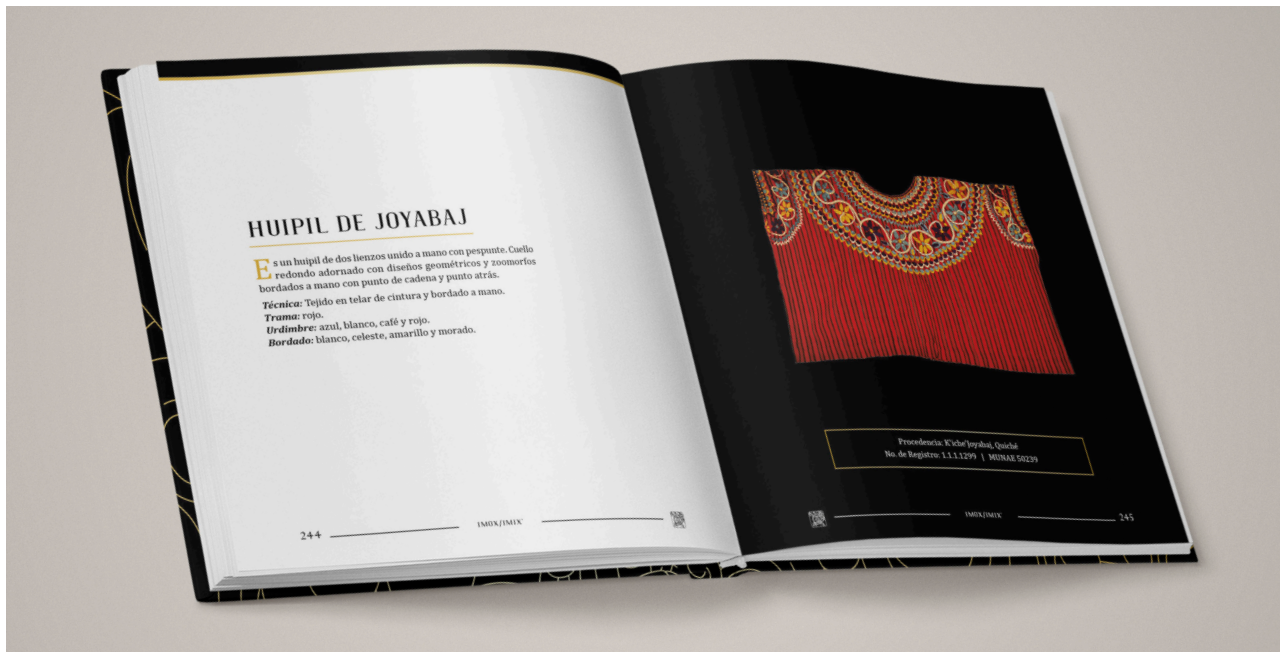 HUIPIL DE JOYABAJ
Es un huipil de dos lienzos unido a mano con pespunte. Cuello
redondo adornado con diseños geométricos y zoomorfos
bordados a mano con punto de cadena y punto atrás.
Técnica: Tejido en telar de cintura y bordado a mano.
Trama: rojo.
Urdimbre: azul, blanco, café y rojo.
Bordado: blanco, celeste, amarillo y morado.
244 IMOX/IMIX'
Procedencia: K'iche' Joyabaj, Quiché
No. de Registro: 1.1.1.1299 | MUNAE 50239
IMOX/IMIX' 245